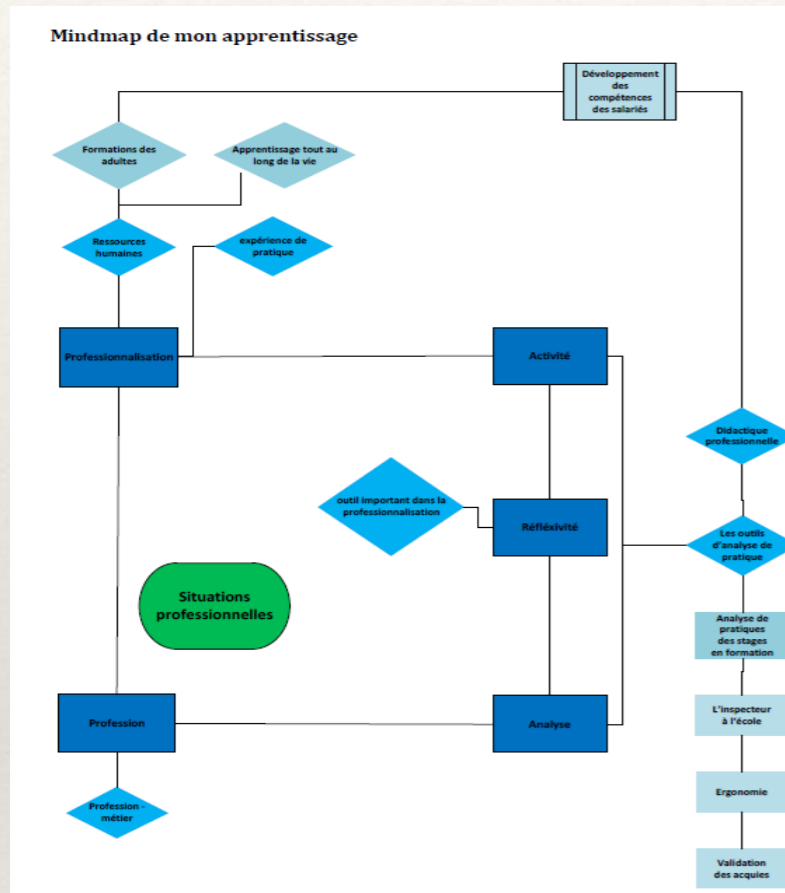 Mindmap de mon apprentissage
Développement
des
compétences
des salariés
Formations des
adultes
Apprentissage tout au
long de la vie
Ressources
humaines
expérience de
pratique
Professionnalisation
Activité
Didactique
professionnelle
outil important dans la
professionnalisation
Réfléxivité
Les outils
d'analyse de
pratique
Situations
professionnelles
Analyse de
pratiques
des stages
en formation
Profession
Analyse
L'inspecteur
à l'école
Profession -
métier
Ergonomie
Validation
des acquies